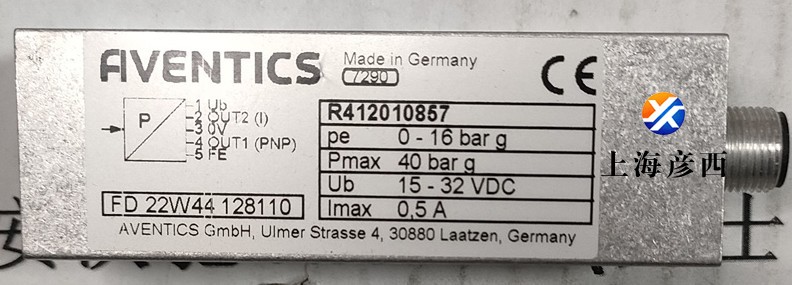 AVENTICS
Made in Germany
7290
CE
P
1 Ub
2 OUT2 (I)
3 0V
4 OUT1 (PNP)
5 FE
R412010857
pe 0 - 16 bar g
Pmax 40 bar g
Ub 15 - 32 VDC
Imax 0,5 A
FD 22W44 128110
AVENTICS GmbH, Ulmer Strasse 4, 30880 Laatzen, Germany
上海彦西